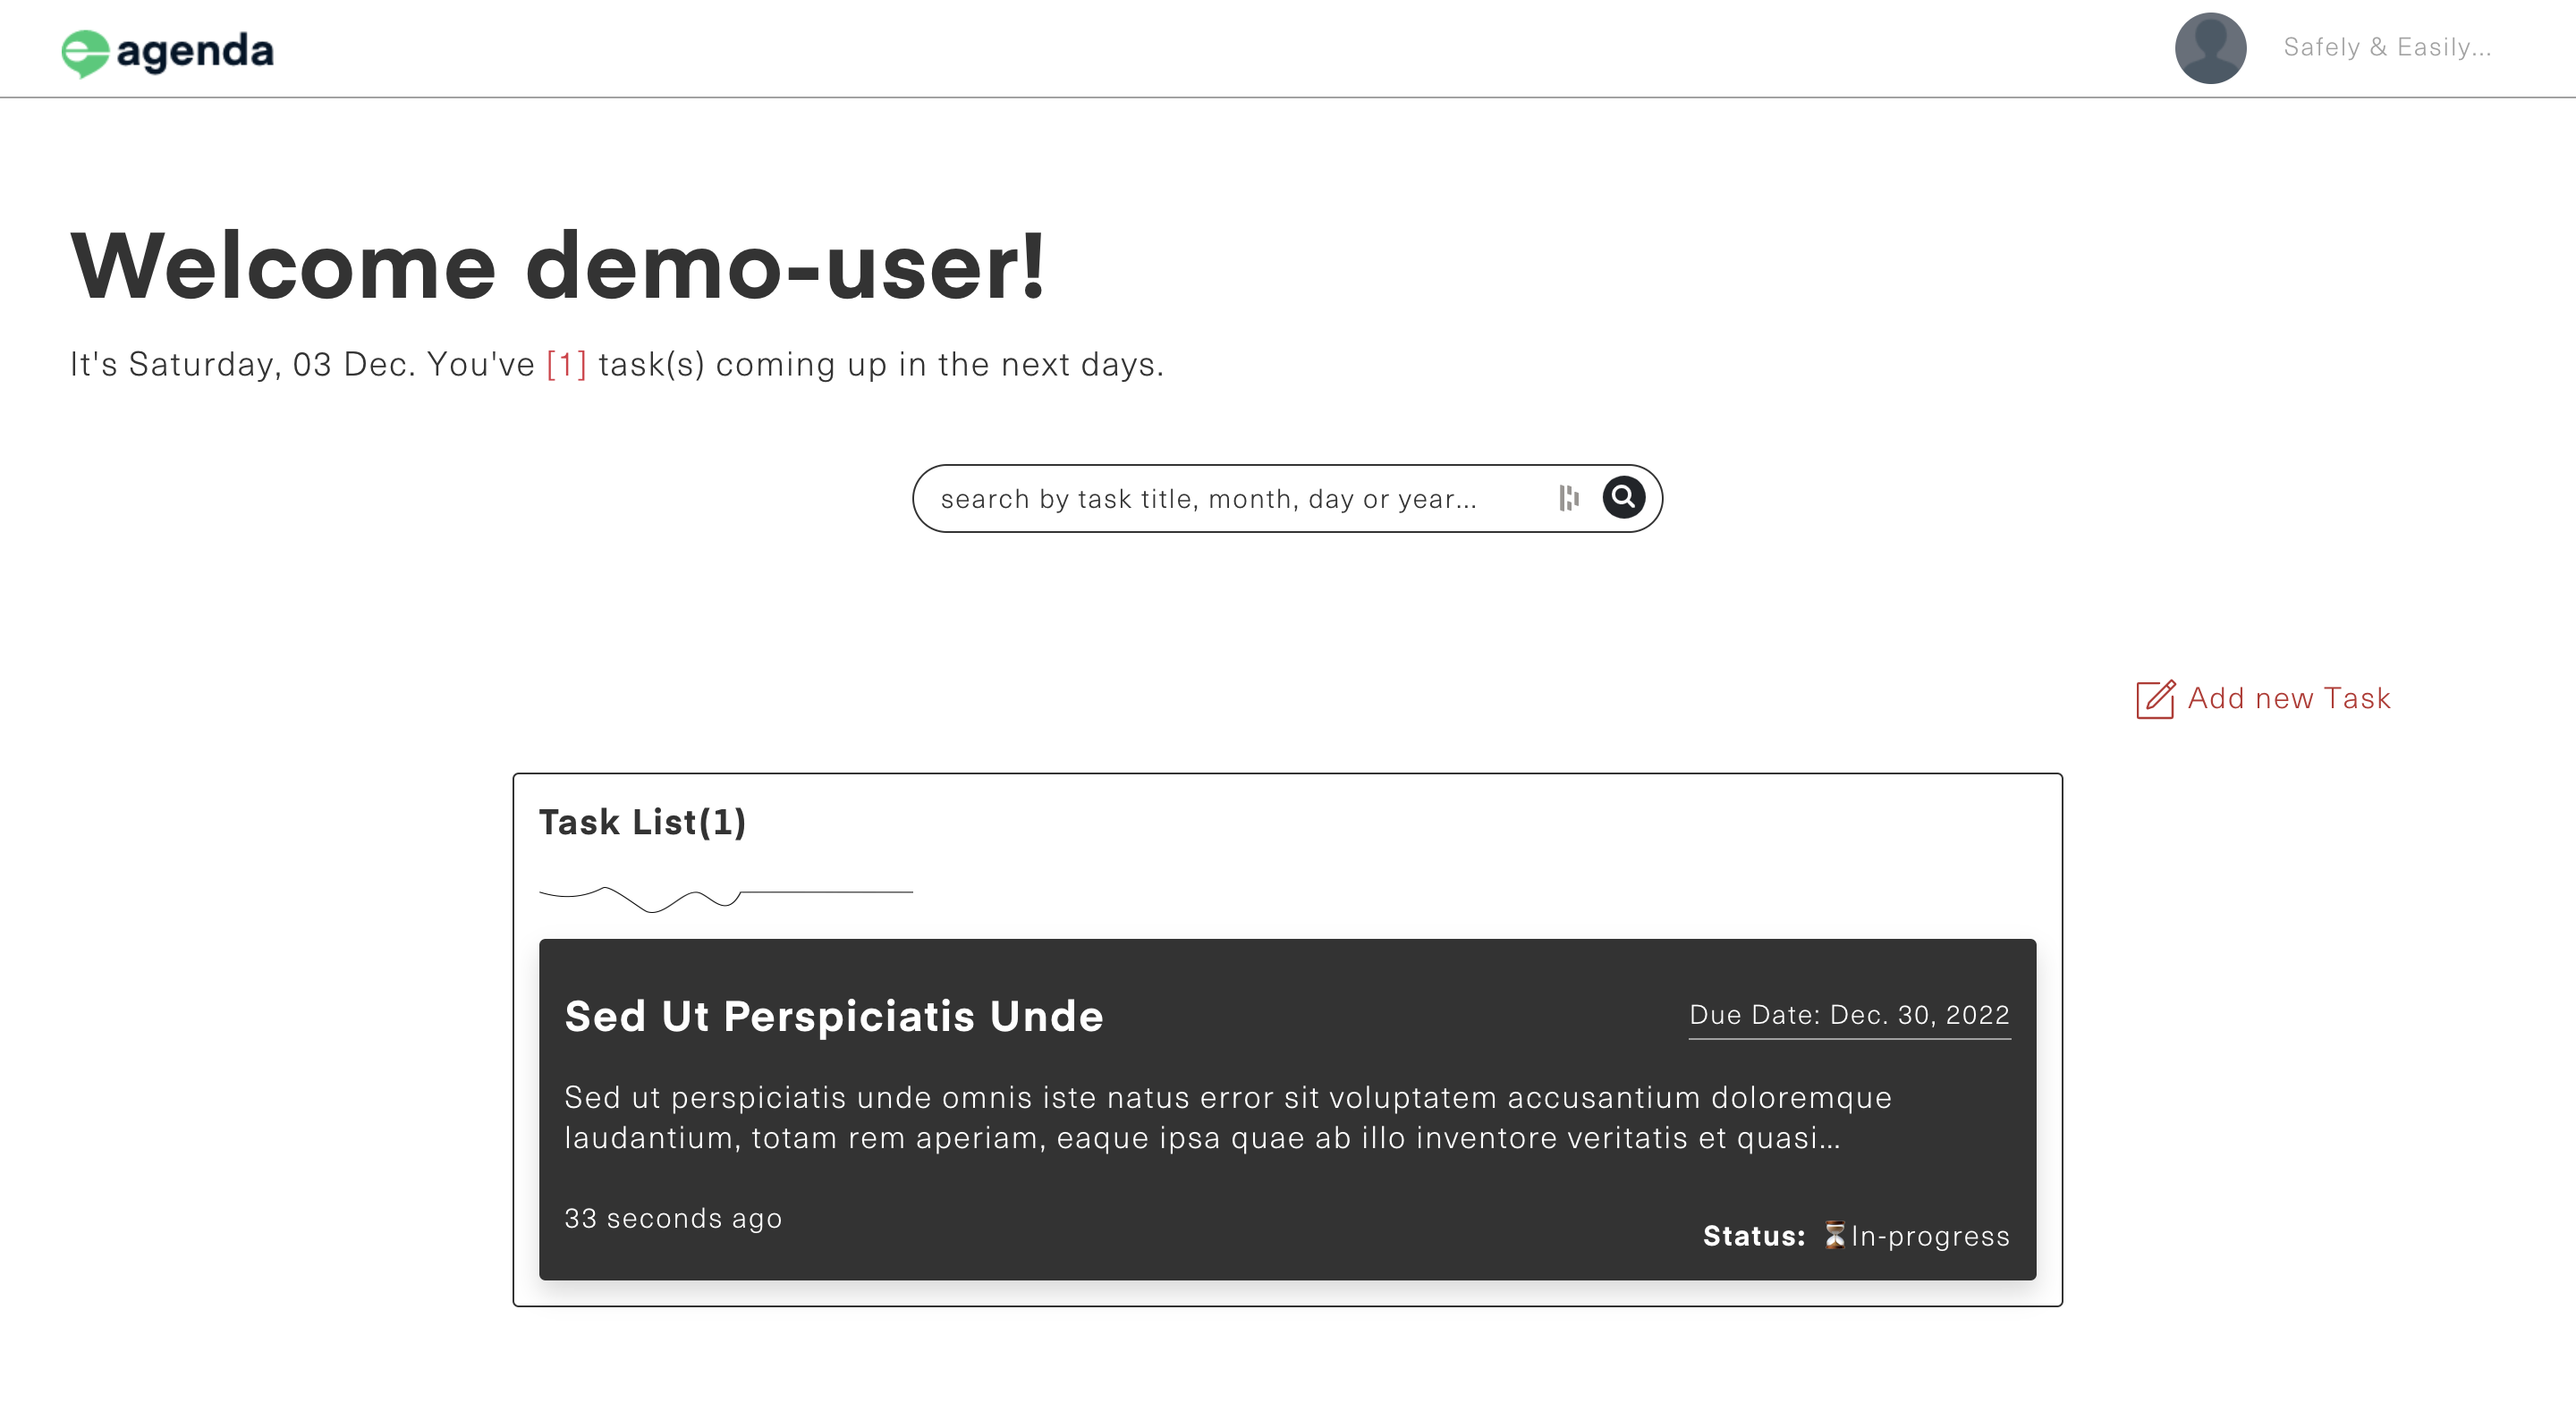 agenda
Safely & Easily...
Welcome demo-user!
It's Saturday, 03 Dec. You've [1] task(s) coming up in the next days.
search by task title, month, day or year...
Add new Task
Task List(1)
Sed Ut Perspiciatis Unde
Due Date: Dec. 30, 2022
Sed ut perspiciatis unde omnis iste natus error sit voluptatem accusantium doloremque
laudantium, totam rem aperiam, eaque ipsa quae ab illo inventore veritatis et quasi...
33 seconds ago
Status: ⏳In-progress